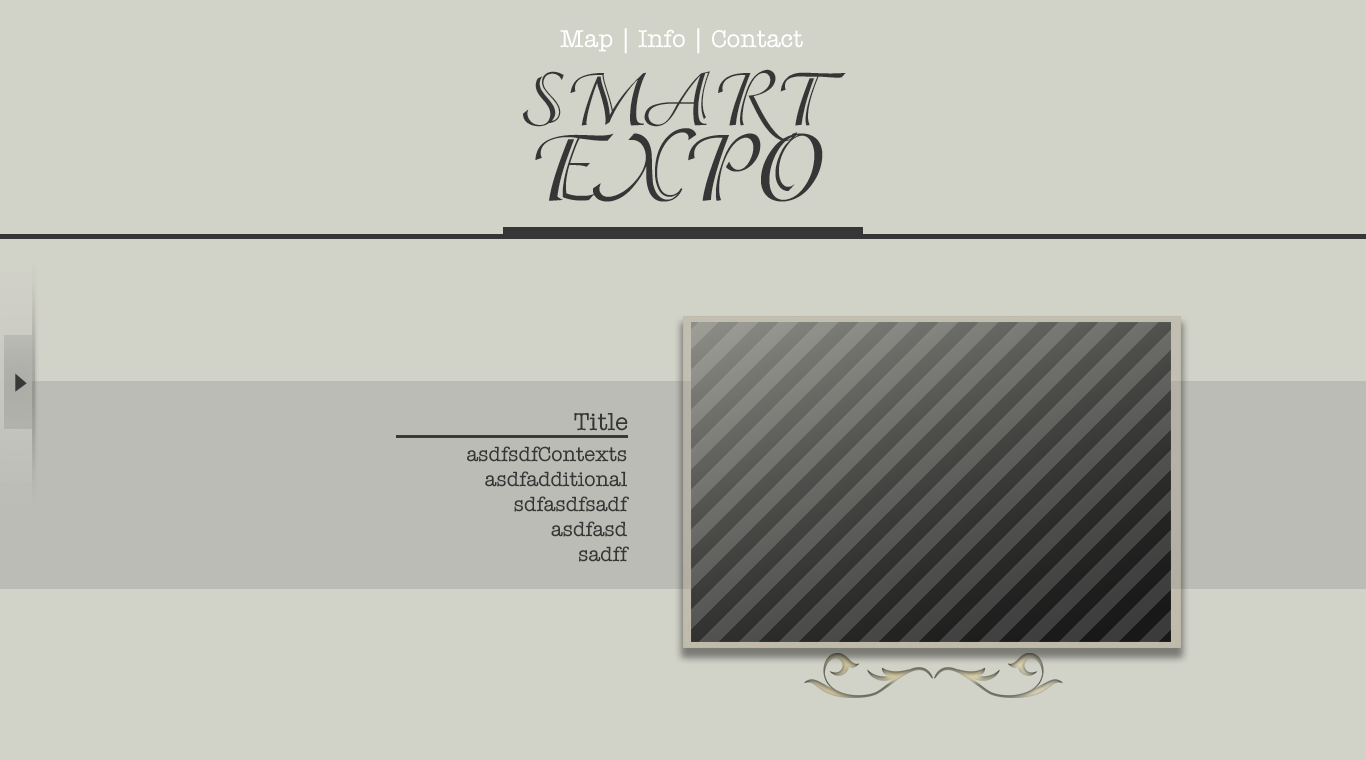 Map | Info | Contact
SMART
EXPO
Title
asdfsdfContexts
asdfadditional
sdfasdfsadf
asdfasd
sadff